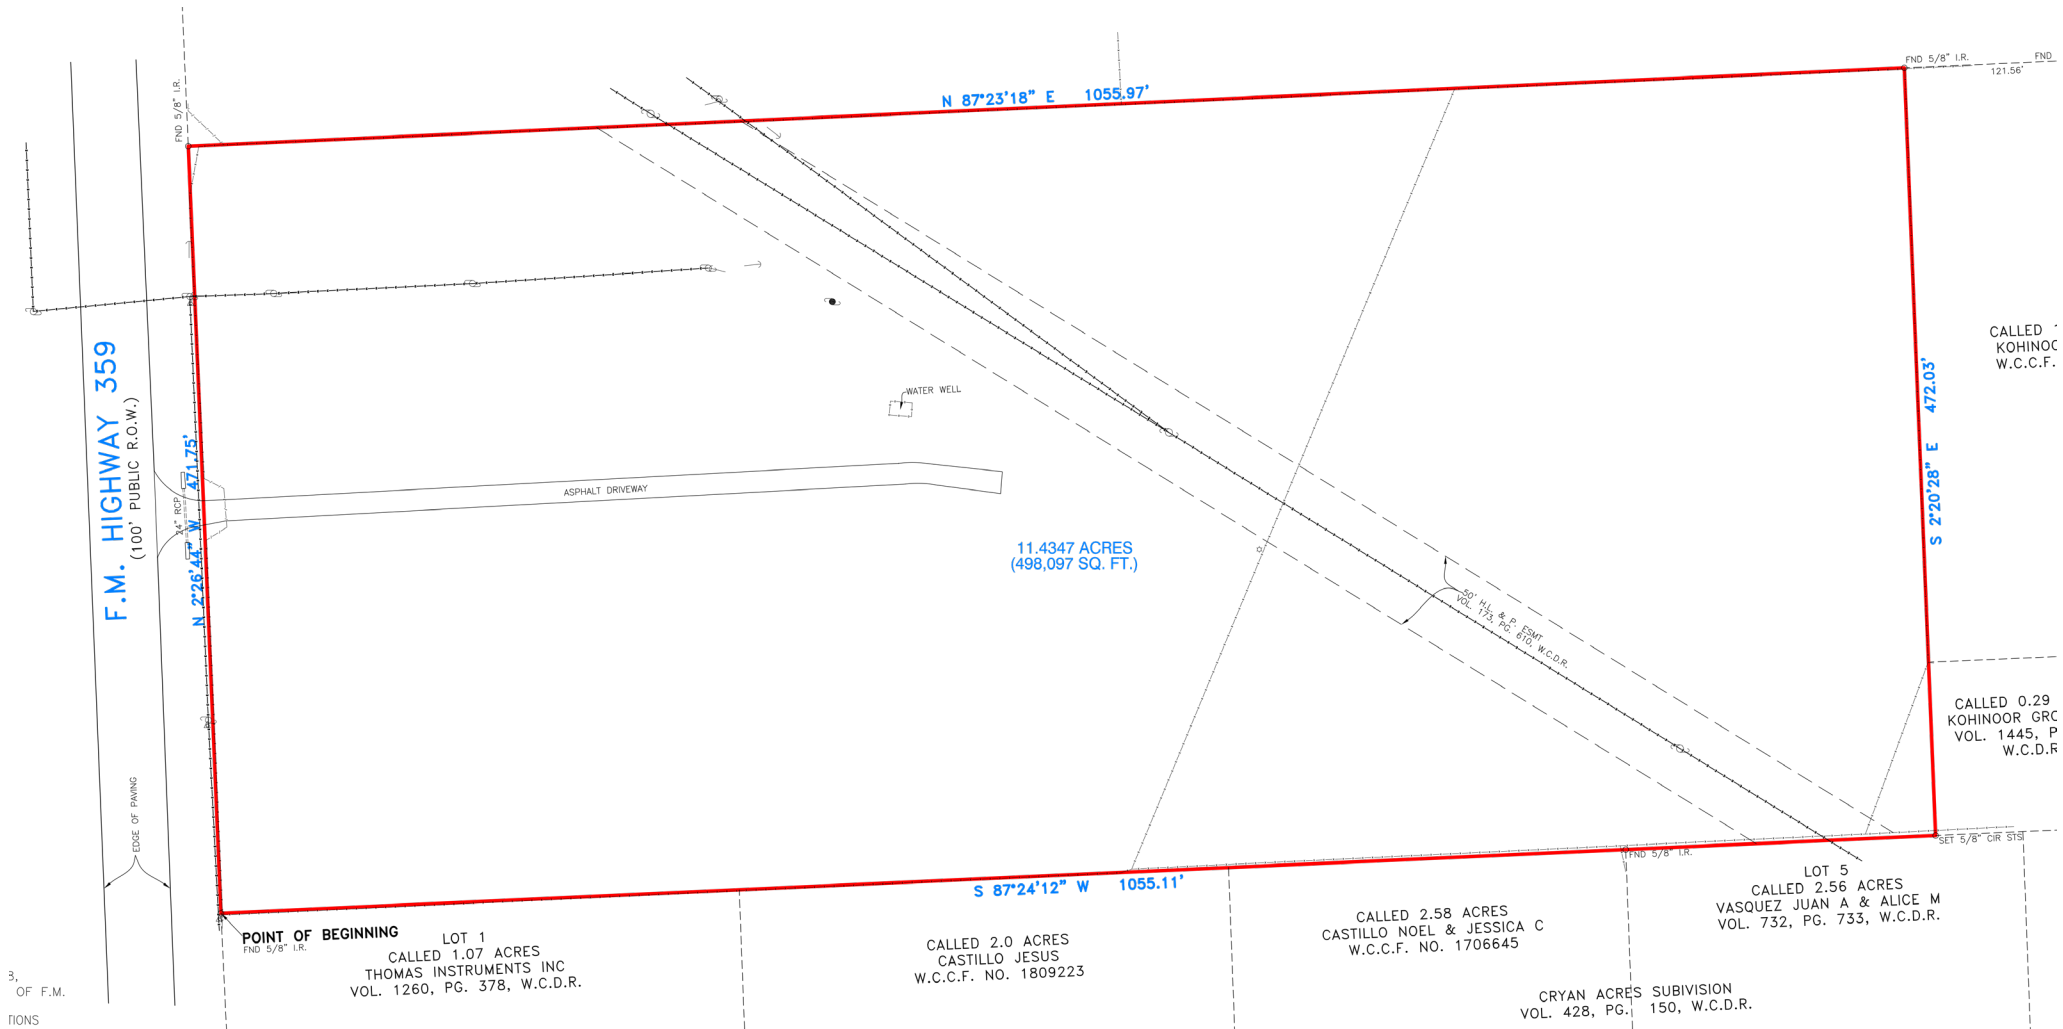 FND 5/8" I.R.
FND
121.56'
FND 5/8" I.R.
N 87°23'18" E 1055.97'
F.M. HIGHWAY 359
(100' PUBLIC R.O.W.)
N 2°26'44" W 471.75'
24" RCP
WATER WELL
ASPHALT DRIVEWAY
11.4347 ACRES
(498,097 SQ. FT.)
50' H.L. & P. ESMT
VOL. 173, PG. 610, W.C.D.R.
S 2°20'28" E 472.03'
CALLED
KOHINOO
W.C.C.F.
CALLED 0.29
KOHINOOR GRO
VOL. 1445, P
W.C.D.R
EDGE OF PAVING
SET 5/8" CIR STS
FND 5/8" I.R.
S 87°24'12" W 1055.11'
POINT OF BEGINNING
FND 5/8" I.R.
LOT 1
CALLED 1.07 ACRES
THOMAS INSTRUMENTS INC
VOL. 1260, PG. 378, W.C.D.R.
CALLED 2.0 ACRES
CASTILLO JESUS
W.C.C.F. NO. 1809223
CALLED 2.58 ACRES
CASTILLO NOEL & JESSICA C
W.C.C.F. NO. 1706645
LOT 5
CALLED 2.56 ACRES
VASQUEZ JUAN A & ALICE M
VOL. 732, PG. 733, W.C.D.R.
CRYAN ACRES SUBIVISION
VOL. 428, PG. 150, W.C.D.R.
3,
OF F.M.
TIONS